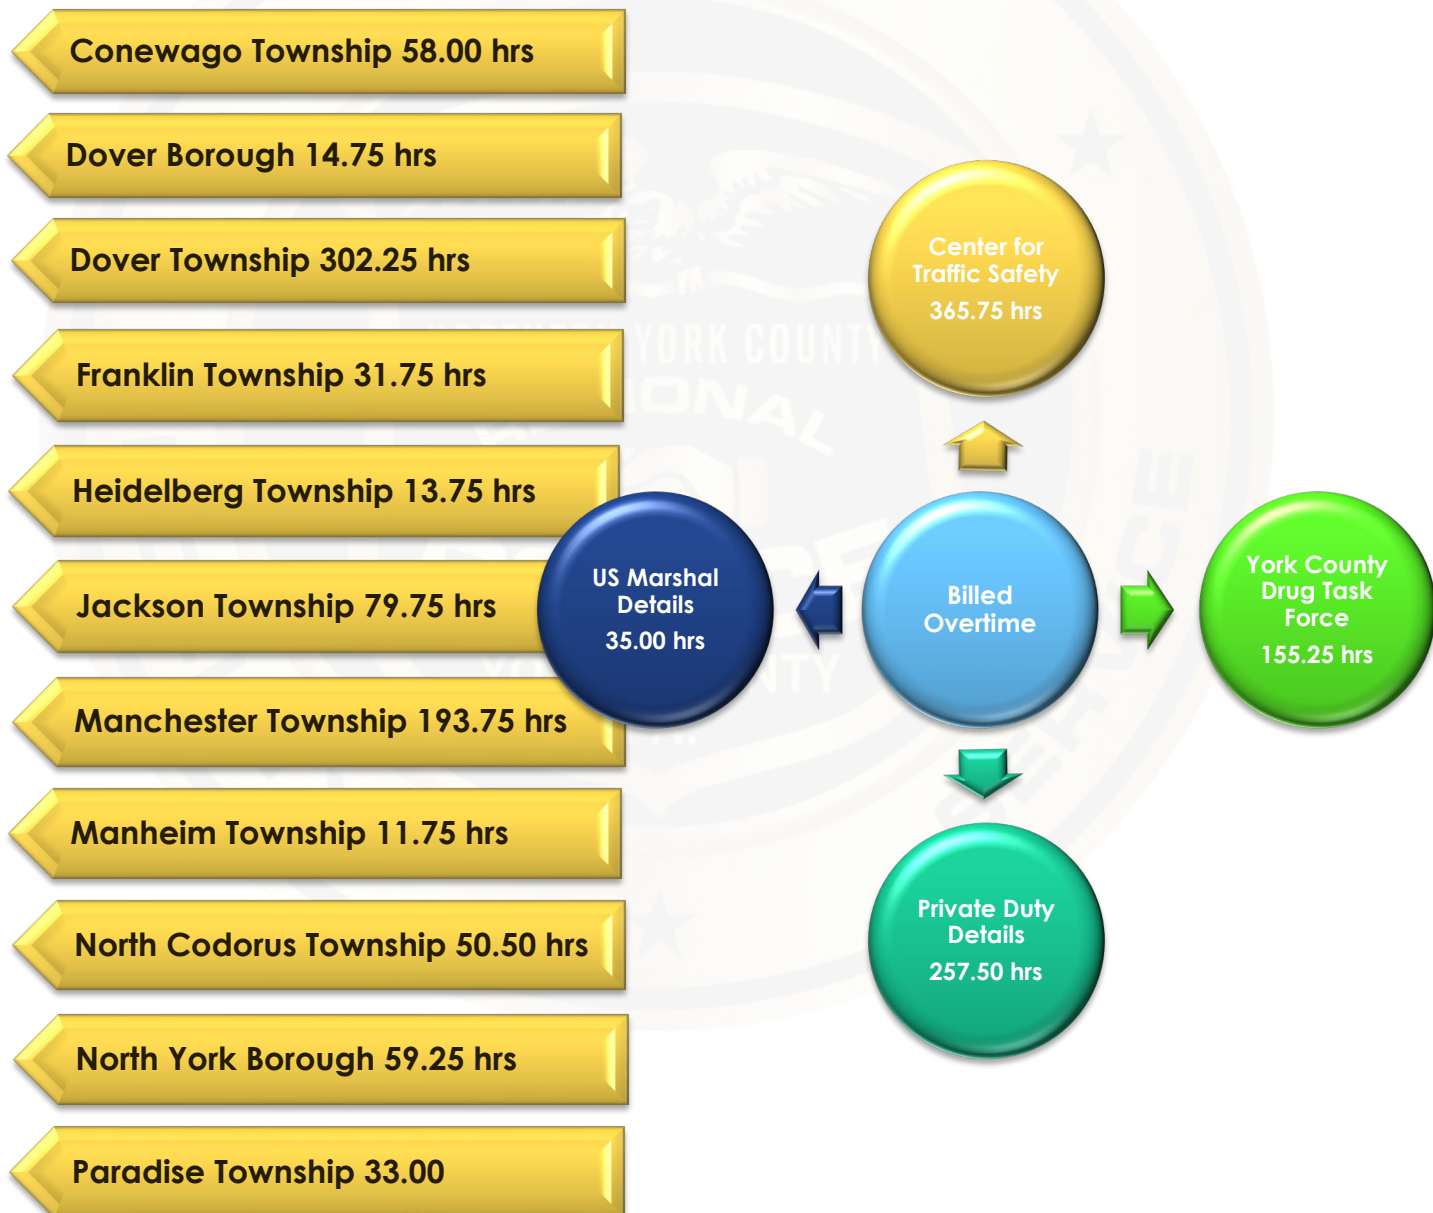 Conewago Township 58.00 hrs
Dover Borough 14.75 hrs
Dover Township 302.25 hrs
Franklin Township 31.75 hrs
Heidelberg Township 13.75 hrs
Jackson Township 79.75 hrs
Manchester Township 193.75 hrs
Manheim Township 11.75 hrs
North Codorus Township 50.50 hrs
North York Borough 59.25 hrs
Paradise Township 33.00
Center for
Traffic Safety
365.75 hrs
US Marshal
Details
35.00 hrs
Billed
Overtime
York County
Drug Task
Force
155.25 hrs
Private Duty
Details
257.50 hrs
YORK COUNTY